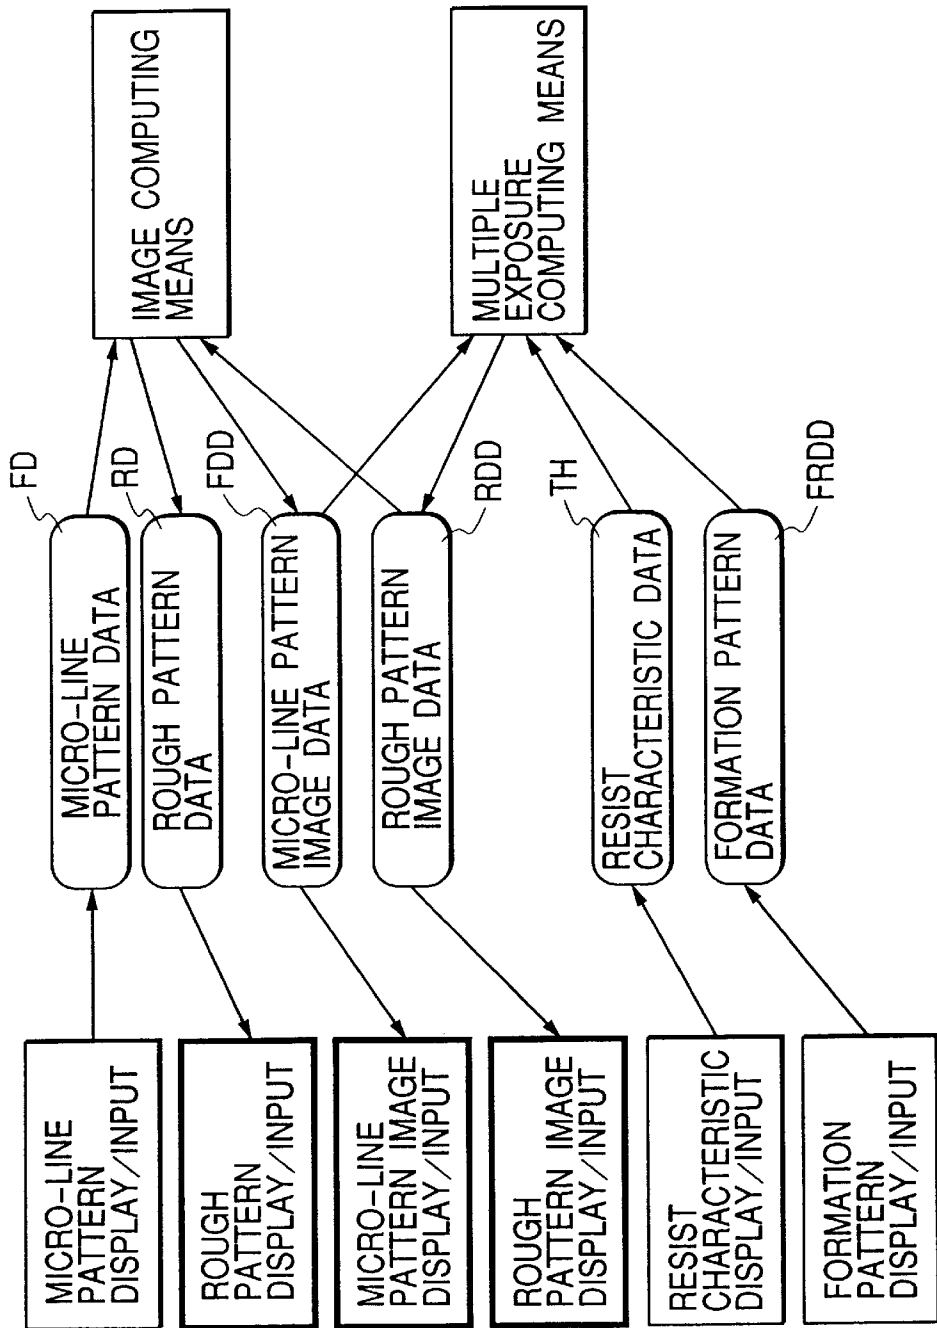 MICRO-LINE
PATTERN
DISPLAY/INPUT
ROUGH
PATTERN
DISPLAY/INPUT
MICRO-LINE
PATTERN IMAGE
DISPLAY/INPUT
ROUGH
PATTERN IMAGE
DISPLAY/INPUT
RESIST
CHARACTERISTIC
DISPLAY/INPUT
FORMATION
PATTERN
DISPLAY/INPUT
MICRO-LINE
PATTERN DATA
FD
ROUGH PATTERN
DATA
RD
MICRO-LINE PATTERN
IMAGE DATA
FDD
ROUGH PATTERN
IMAGE DATA
RDD
RESIST
CHARACTERISTIC DATA
TH
FORMATION PATTERN
DATA
FRDD
IMAGE COMPUTING
MEANS
MULTIPLE
EXPOSURE
COMPUTING MEANS